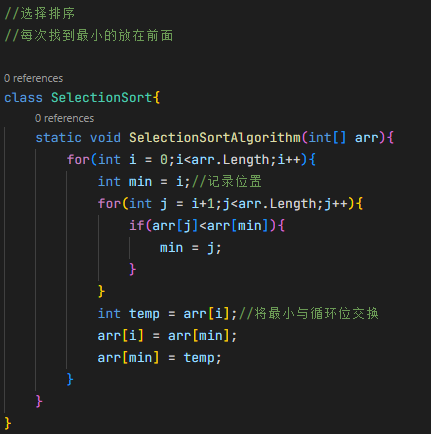 //选择排序
//每次找到最小的放在前面
0 references
class SelectionSort{
0 references
static void SelectionSortAlgorithm(int[] arr){
for(int i = 0;i<arr.Length;i++){
int min = i;//记录位置
for(int j = i+1;j<arr.Length;j++){
if(arr[j]<arr[min]){
min = j;
}
}
int temp = arr[i];//将最小与循环位交换
arr[i] = arr[min];
arr[min] = temp;
}
}
}